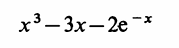 x³ − 3x − 2e⁻ˣ